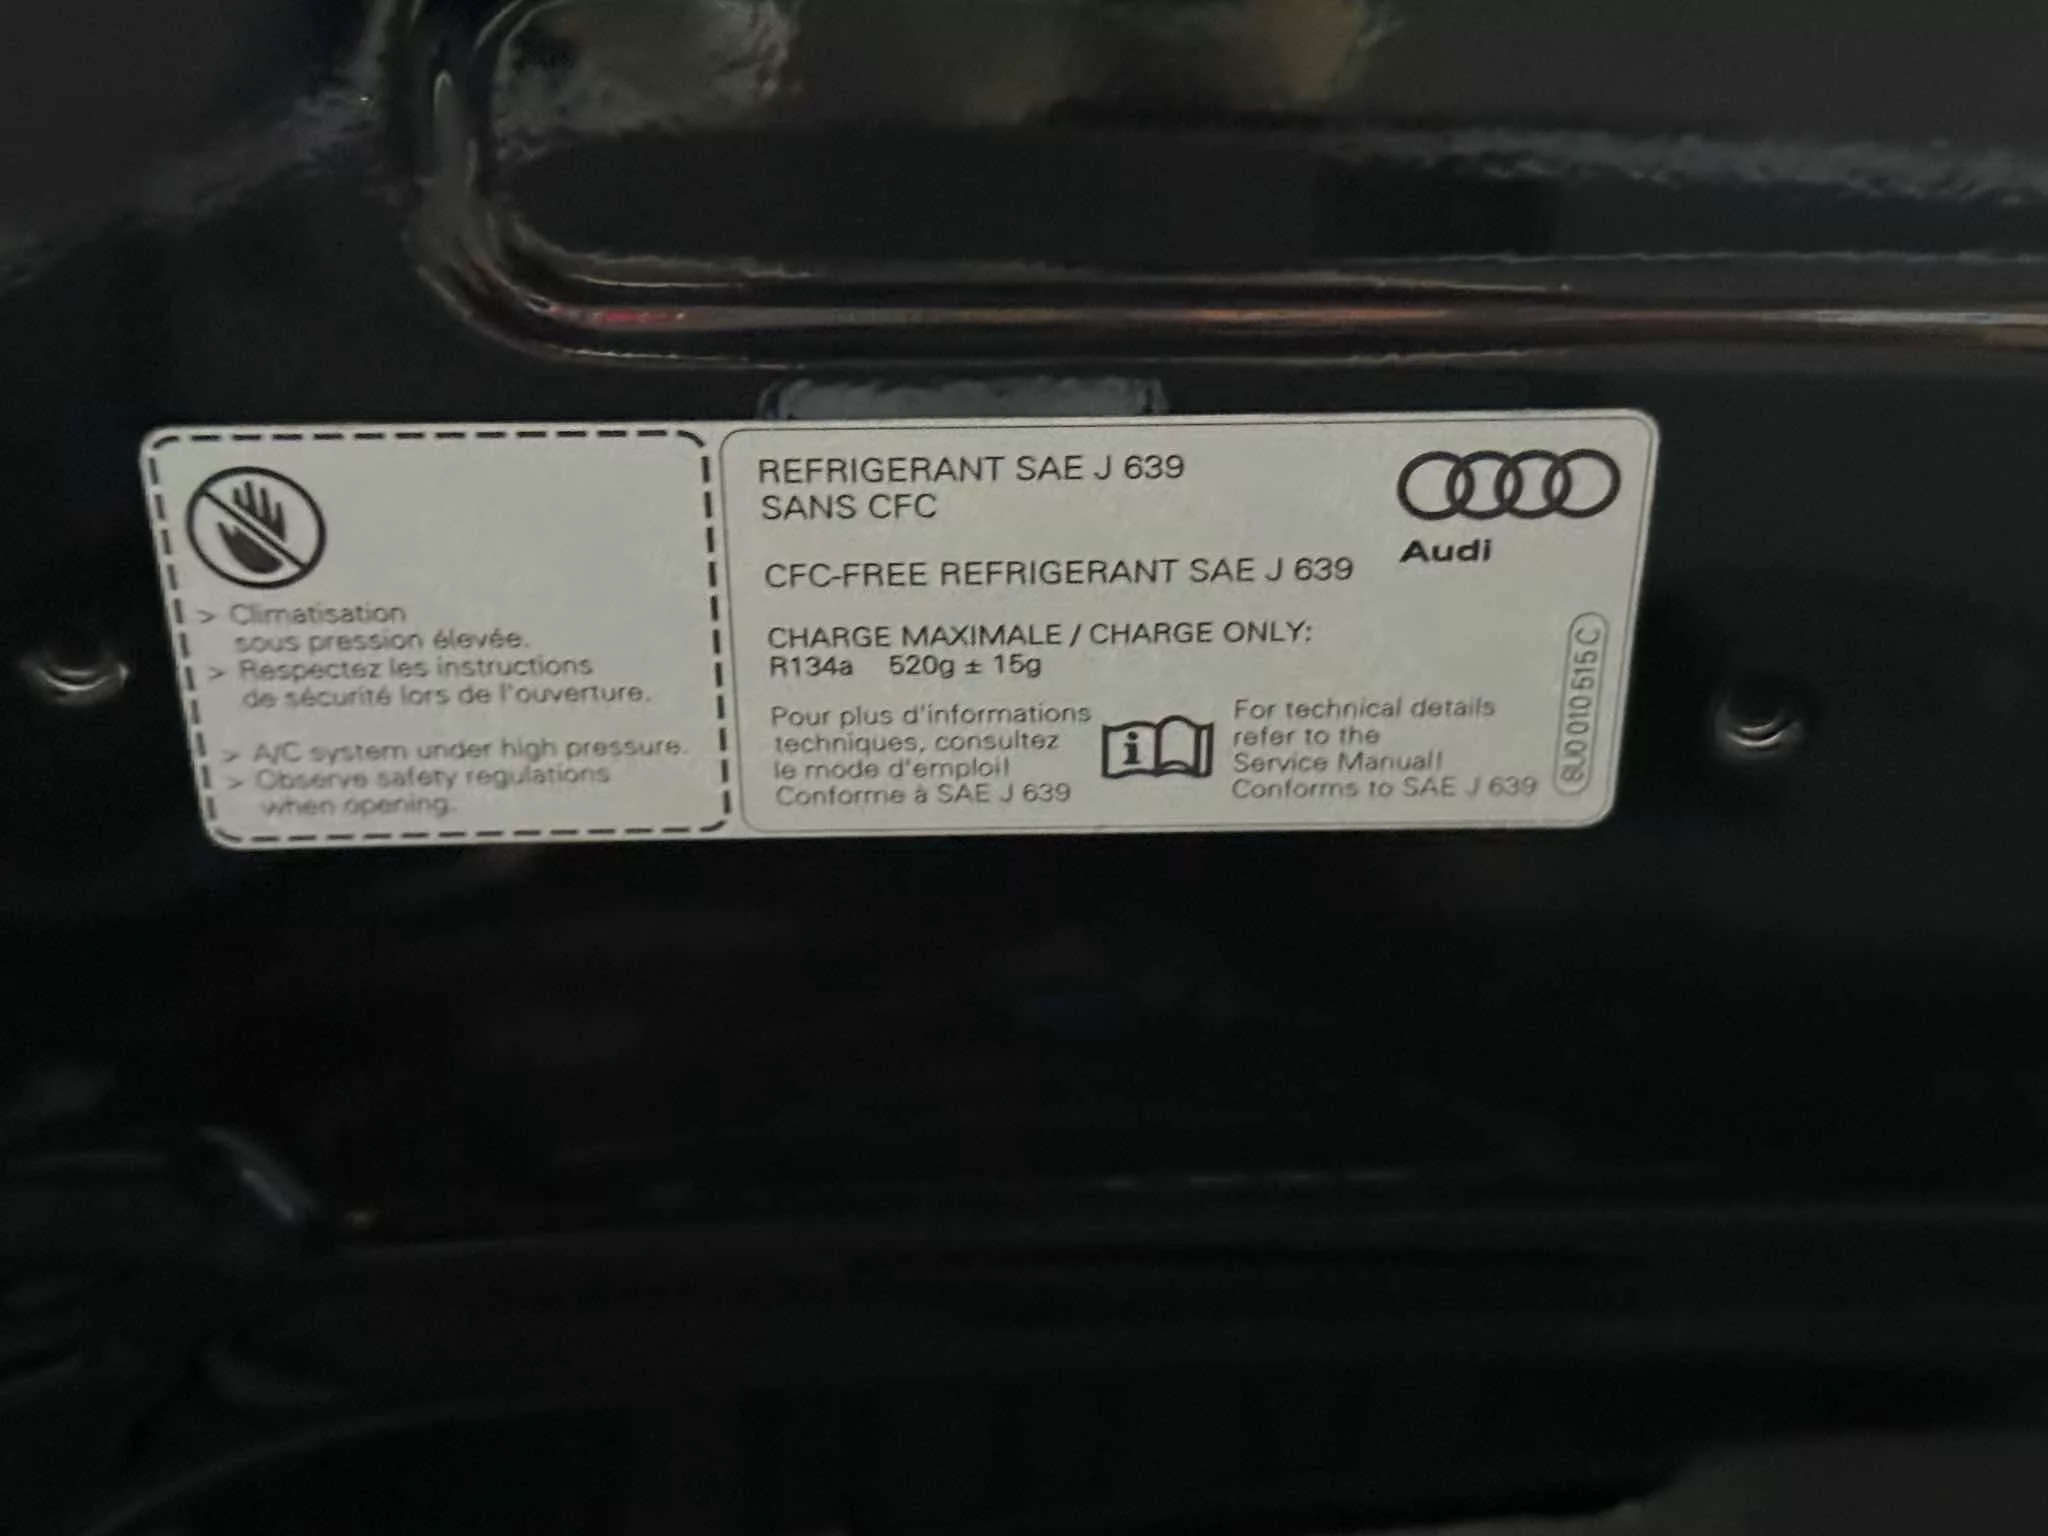 > Climatisation
sous pression élevée.
> Respectez les instructions
de sécurité lors de l'ouverture.
> A/C system under high pressure.
> Observe safety regulations
when opening.
REFRIGERANT SAE J 639
SANS CFC
CFC-FREE REFRIGERANT SAE J 639
CHARGE MAXIMALE / CHARGE ONLY:
R134a 520g ± 15g
Pour plus d'informations
techniques, consultez
le mode d'emploi!
Conforme à SAE J 639
i
For technical details
refer to the
Service Manual!
Conforms to SAE J 639
Audi
8U0 010 515 C